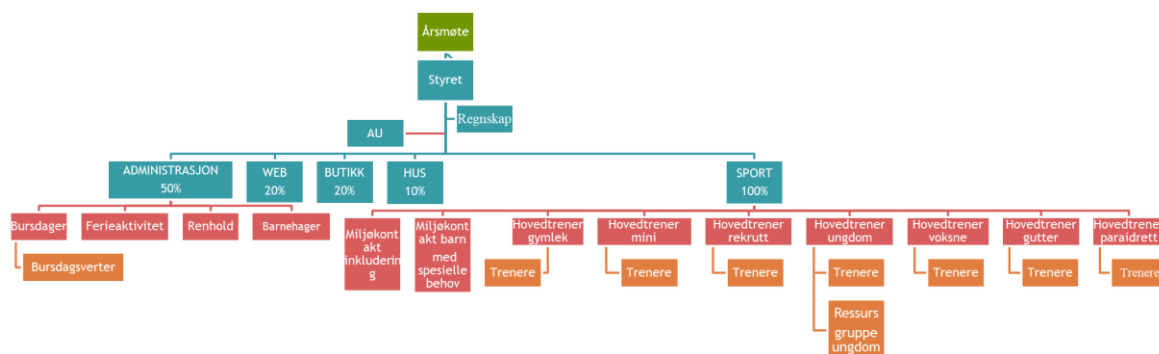 Årsmøte
Styret
Regnskap
AU
ADMINISTRASJON
50%
WEB
20%
BUTIKK
20%
HUS
10%
SPORT
100%
Bursdager
Ferieaktivitet
Renhold
Barnehager
Bursdagsverter
Miljøkont
akt
inkluderin
g
Miljøkont
akt barn
med
spesielle
behov
Hovedtrener
gymlek
Hovedtrener
mini
Hovedtrener
rekrutt
Hovedtrener
ungdom
Hovedtrener
voksne
Hovedtrener
gutter
Hovedtrener
paraidrett
Trenere
Trenere
Trenere
Trenere
Trenere
Trenere
Trenere
Ressurs
gruppe
ungdom